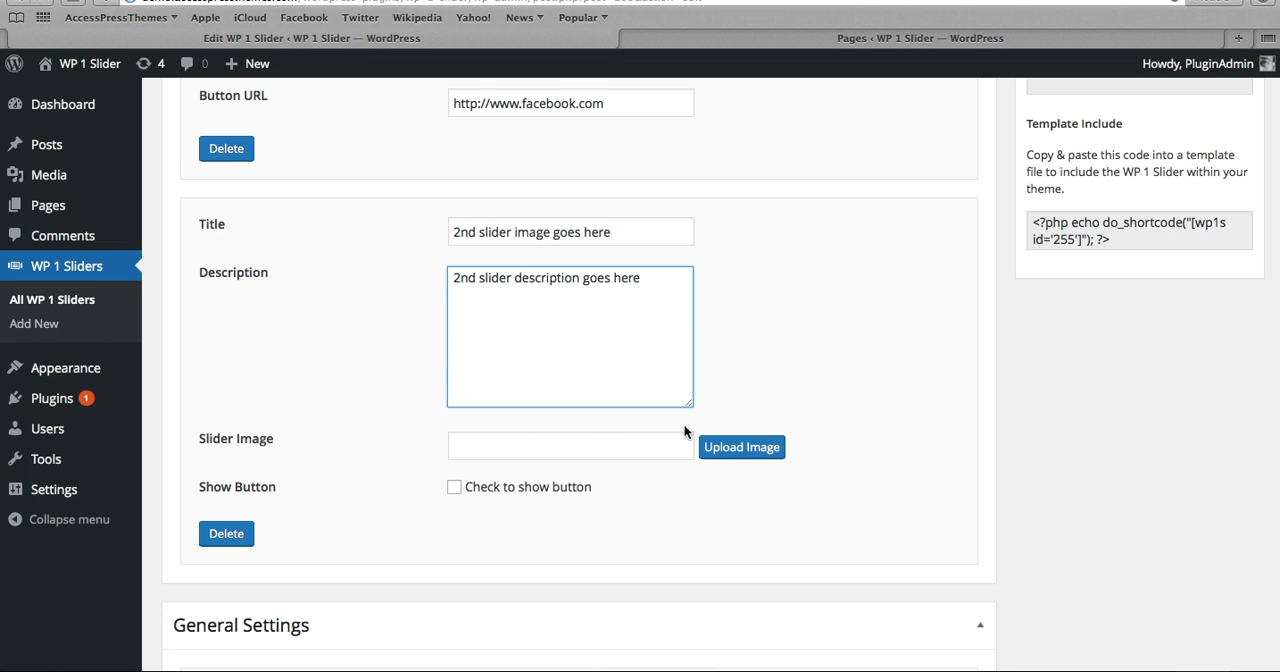 AccessPressThemes Apple iCloud Facebook Twitter Wikipedia Yahoo! News Popular
Edit WP 1 Slider ‹ WP 1 Slider — WordPress Pages ‹ WP 1 Slider — WordPress
WP 1 Slider 4 0 + New Howdy, PluginAdmin
Dashboard
Posts
Media
Pages
Comments
WP 1 Sliders
All WP 1 Sliders
Add New
Appearance
Plugins 1
Users
Tools
Settings
Collapse menu
Button URL http://www.facebook.com
Delete
Title 2nd slider image goes here
Description 2nd slider description goes here
Slider Image Upload Image
Show Button Check to show button
Delete
General Settings
Template Include
Copy & paste this code into a template
file to include the WP 1 Slider within your
theme.
<?php echo do_shortcode("[wp1s
id='255']"); ?>